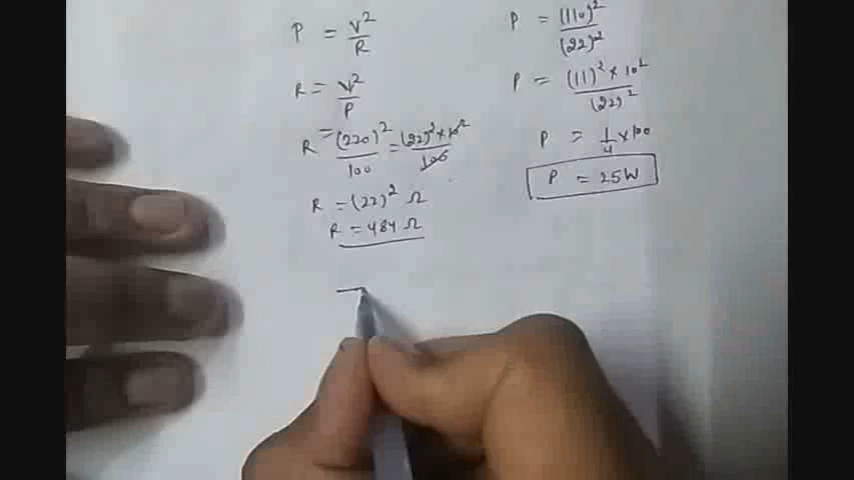 P = V²/R
R = V²/P
R = (220)²/100 = (22)² × 10²/100
R = (22)² Ω
R = 484 Ω
P = (110)²/(22)²
P = (11)² × 10²/(22)²
P = 1/4 × 100
P = 25W